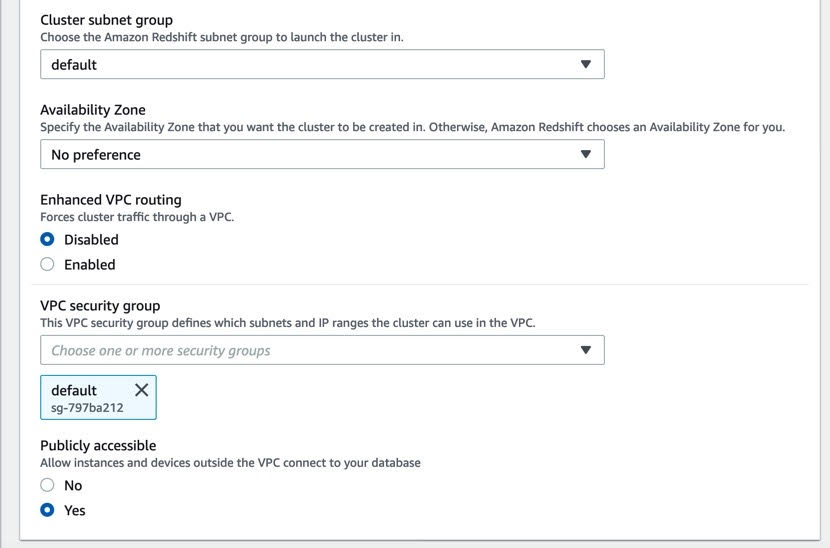 Cluster subnet group
Choose the Amazon Redshift subnet group to launch the cluster in.
default
Availability Zone
Specify the Availability Zone that you want the cluster to be created in. Otherwise, Amazon Redshift chooses an Availability Zone for you.
No preference
Enhanced VPC routing
Forces cluster traffic through a VPC.
Disabled
Enabled
VPC security group
This VPC security group defines which subnets and IP ranges the cluster can use in the VPC.
Choose one or more security groups
default
sg-797ba212
Publicly accessible
Allow instances and devices outside the VPC connect to your database
No
Yes